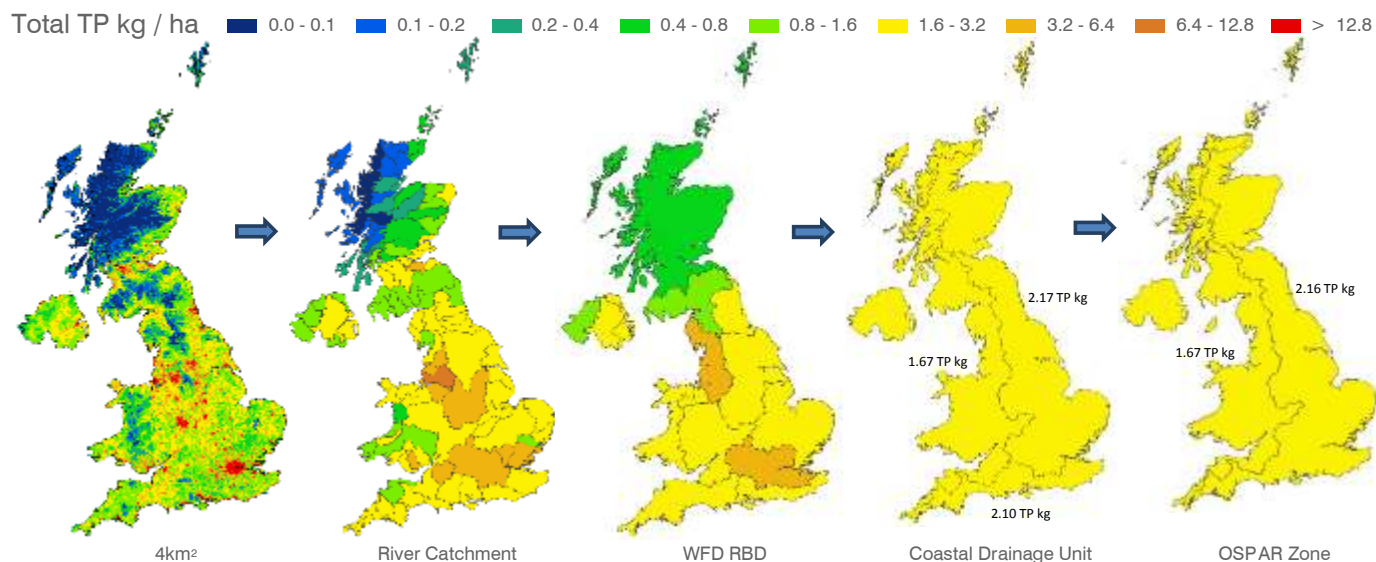 Total TP kg / ha 0.0 - 0.1 0.1 - 0.2 0.2 - 0.4 0.4 - 0.8 0.8 - 1.6 1.6 - 3.2 3.2 - 6.4 6.4 - 12.8 > 12.8
2.17 TP kg
2.16 TP kg
1.67 TP kg
1.67 TP kg
2.10 TP kg
4km² River Catchment WFD RBD Coastal Drainage Unit OSPAR Zone